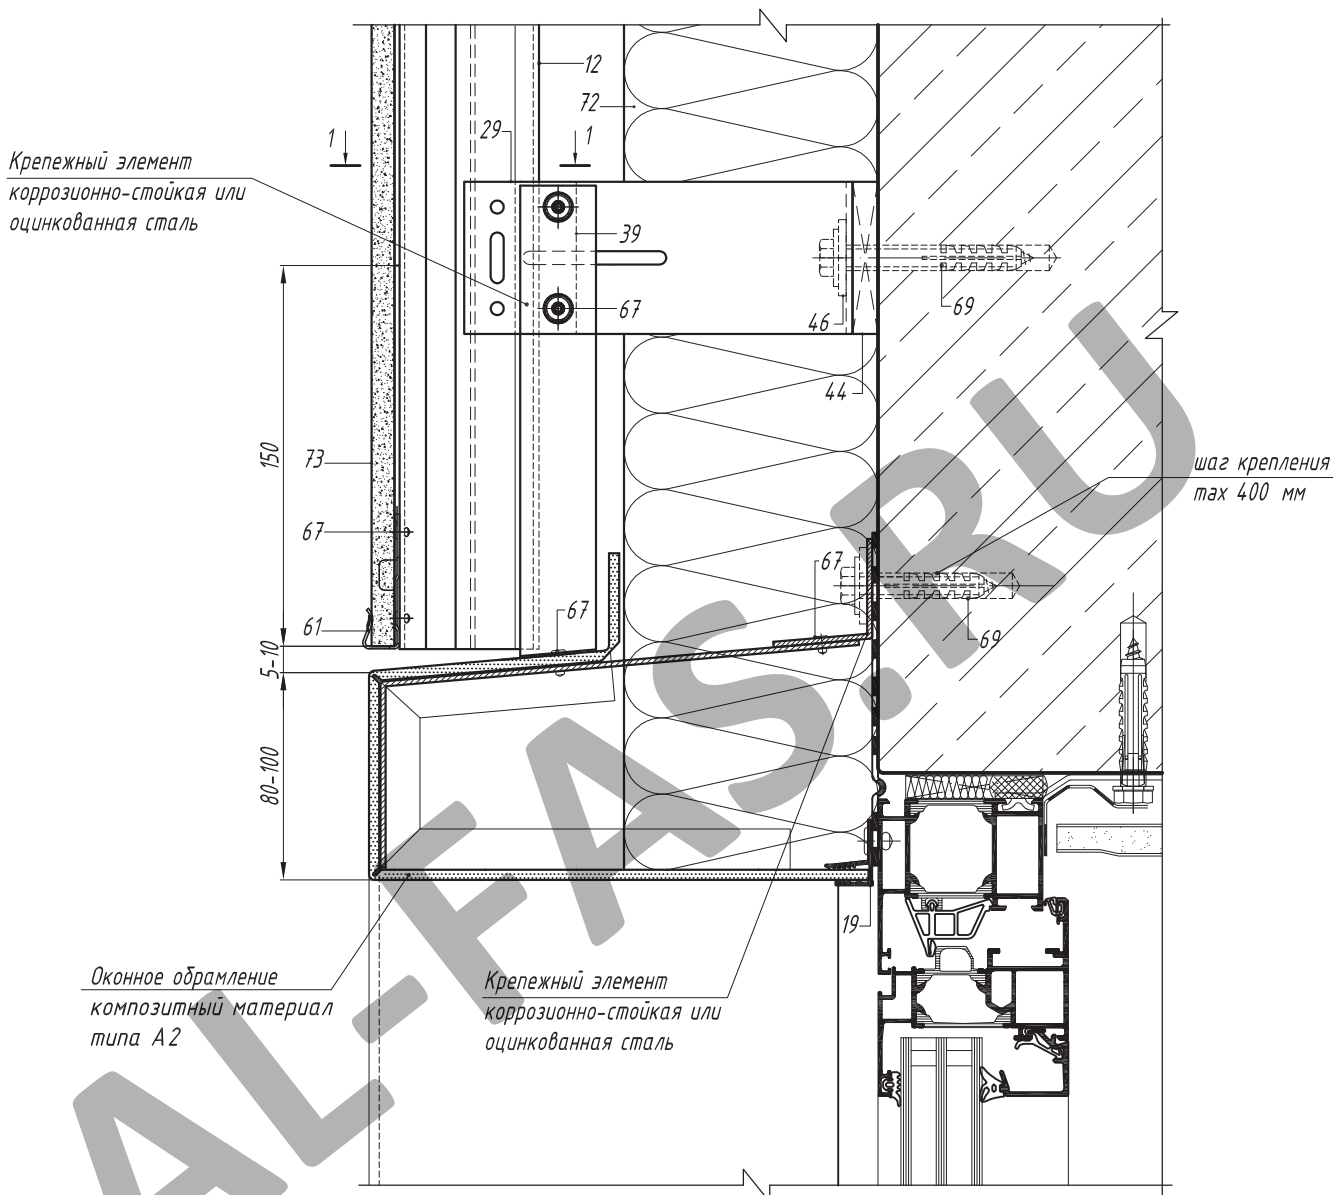 12
72
29
1
1
Крепежный элемент
коррозионно-стойкая или
оцинкованная сталь
39
67
46
69
44
150
73
шаг крепления
max 400 мм
67
67
67
61
69
5-10
80-100
19
Оконное обрамление
композитный материал
типа А2
Крепежный элемент
коррозионно-стойкая или
оцинкованная сталь
AL-FAS.RU